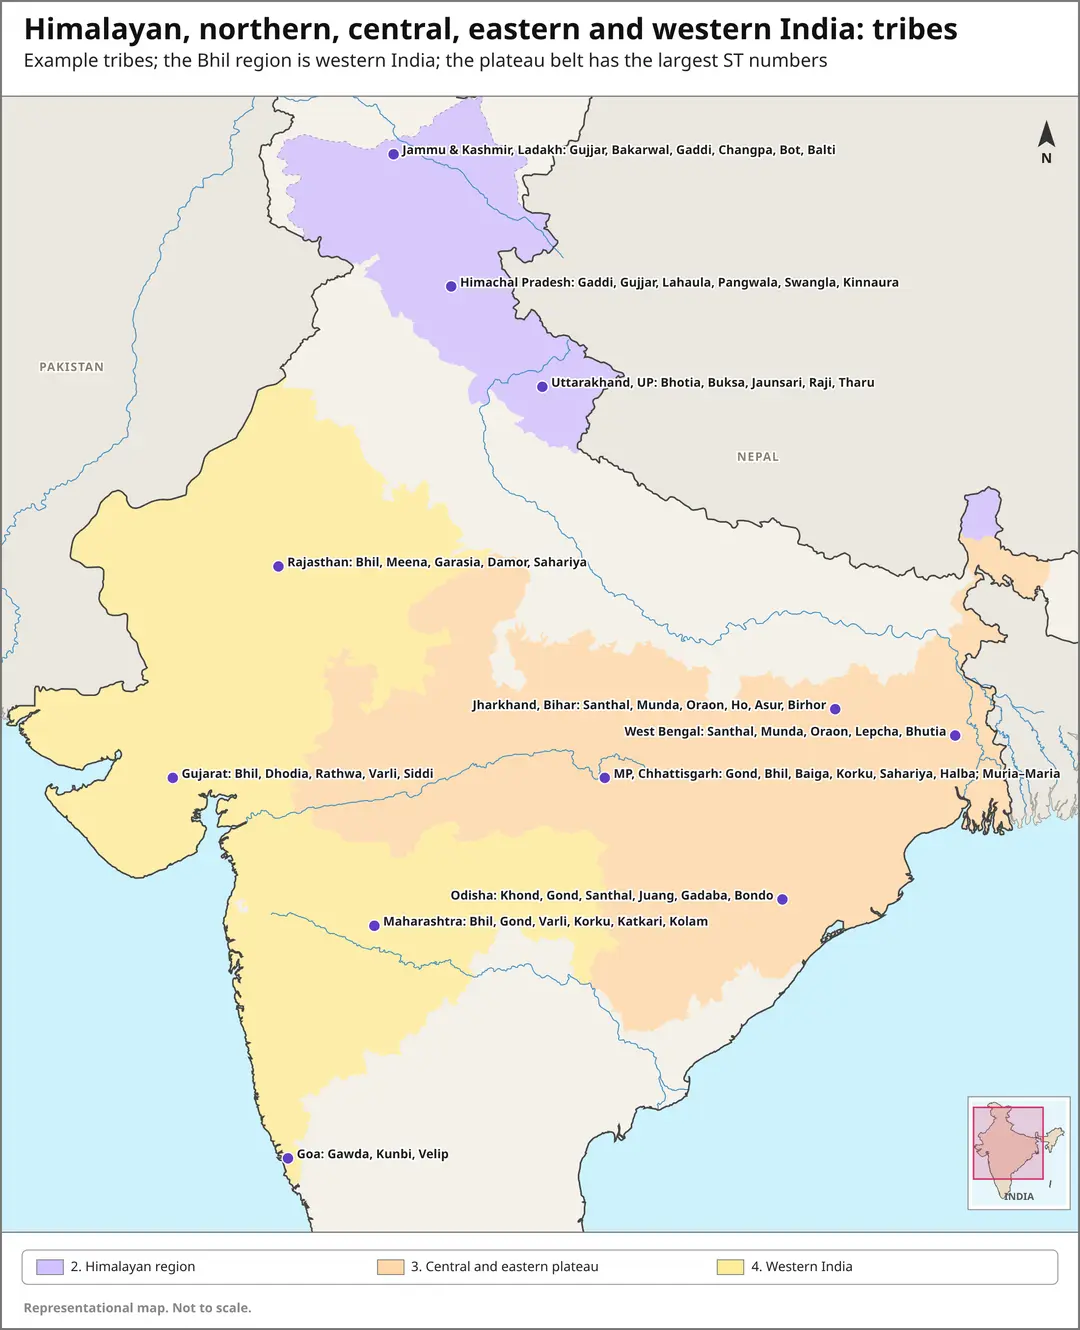 Himalayan, northern, central, eastern and western India: tribes
Example tribes; the Bhil region is western India; the plateau belt has the largest ST numbers
N
Jammu & Kashmir, Ladakh: Gujjar, Bakarwal, Gaddi, Changpa, Bot, Balti
Himachal Pradesh: Gaddi, Gujjar, Lahaula, Pangwala, Swangla, Kinnaura
PAKISTAN
Uttarakhand, UP: Bhotia, Buksa, Jaunsari, Raji, Tharu
NEPAL
Rajasthan: Bhil, Meena, Garasia, Damor, Sahariya
Jharkhand, Bihar: Santhal, Munda, Oraon, Ho, Asur, Birhor
West Bengal: Santhal, Munda, Oraon, Lepcha, Bhutia
Gujarat: Bhil, Dhodia, Rathwa, Varli, Siddi
MP, Chhattisgarh: Gond, Bhil, Baiga, Korku, Sahariya, Halba; Muria–Maria
Odisha: Khond, Gond, Santhal, Juang, Gadaba, Bondo
Maharashtra: Bhil, Gond, Varli, Korku, Katkari, Kolam
Goa: Gawda, Kunbi, Velip
INDIA
2. Himalayan region
3. Central and eastern plateau
4. Western India
Representational map. Not to scale.